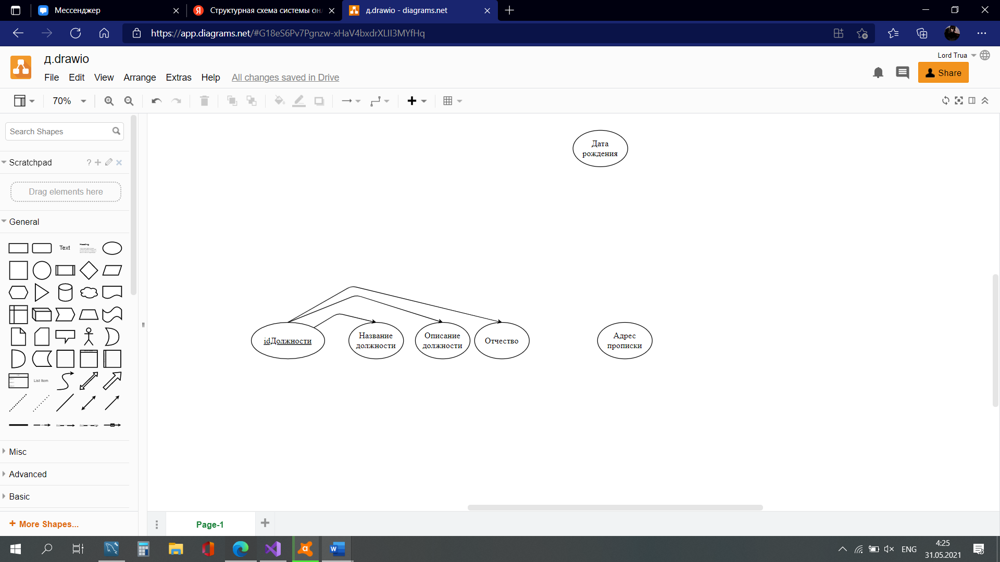 Мессенджер
Структурная схема системы онл
д.drawio - diagrams.net
https://app.diagrams.net/#G18eS6Pv7Pgnzw-xHaV4bxdrXLII3MYfHq
д.drawio
Lord Trua
File Edit View Arrange Extras Help All changes saved in Drive
Share
70%
Search Shapes
Scratchpad
?
Drag elements here
General
Text
Heading
List Item
Misc
Advanced
Basic
+ More Shapes...
Дата
рождения
idДолжности
Название
должности
Описание
должности
Отчество
Адрес
прописки
Page-1
ENG
4:25
31.05.2021